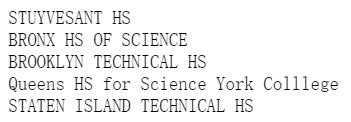 STUYVESANT HS
BRONX HS OF SCIENCE
BROOKLYN TECHNICAL HS
Queens HS for Science York Colllege
STATEN ISLAND TECHNICAL HS